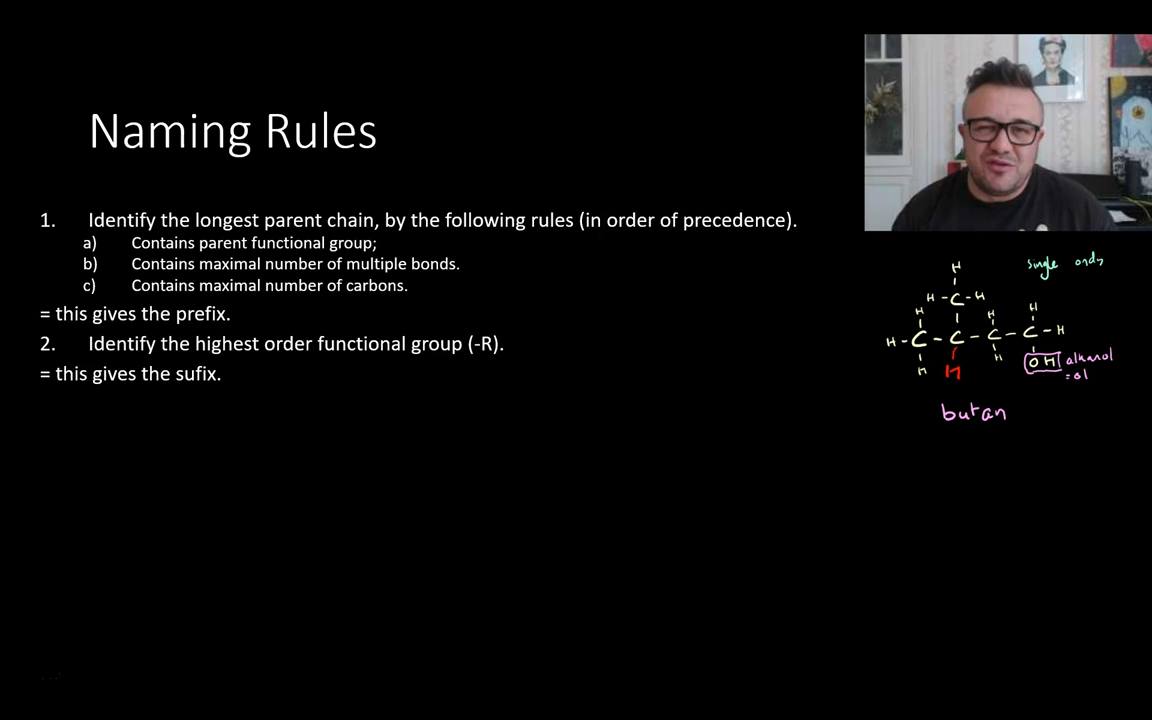 Naming Rules
1. Identify the longest parent chain, by the following rules (in order of precedence).
a) Contains parent functional group;
b) Contains maximal number of multiple bonds.
c) Contains maximal number of carbons.
= this gives the prefix.
2. Identify the highest order functional group (-R).
= this gives the sufix.
single only
H
H - C - H
H H H
H - C - C - C - C - H
H H H OH alkanol
= ol
butan